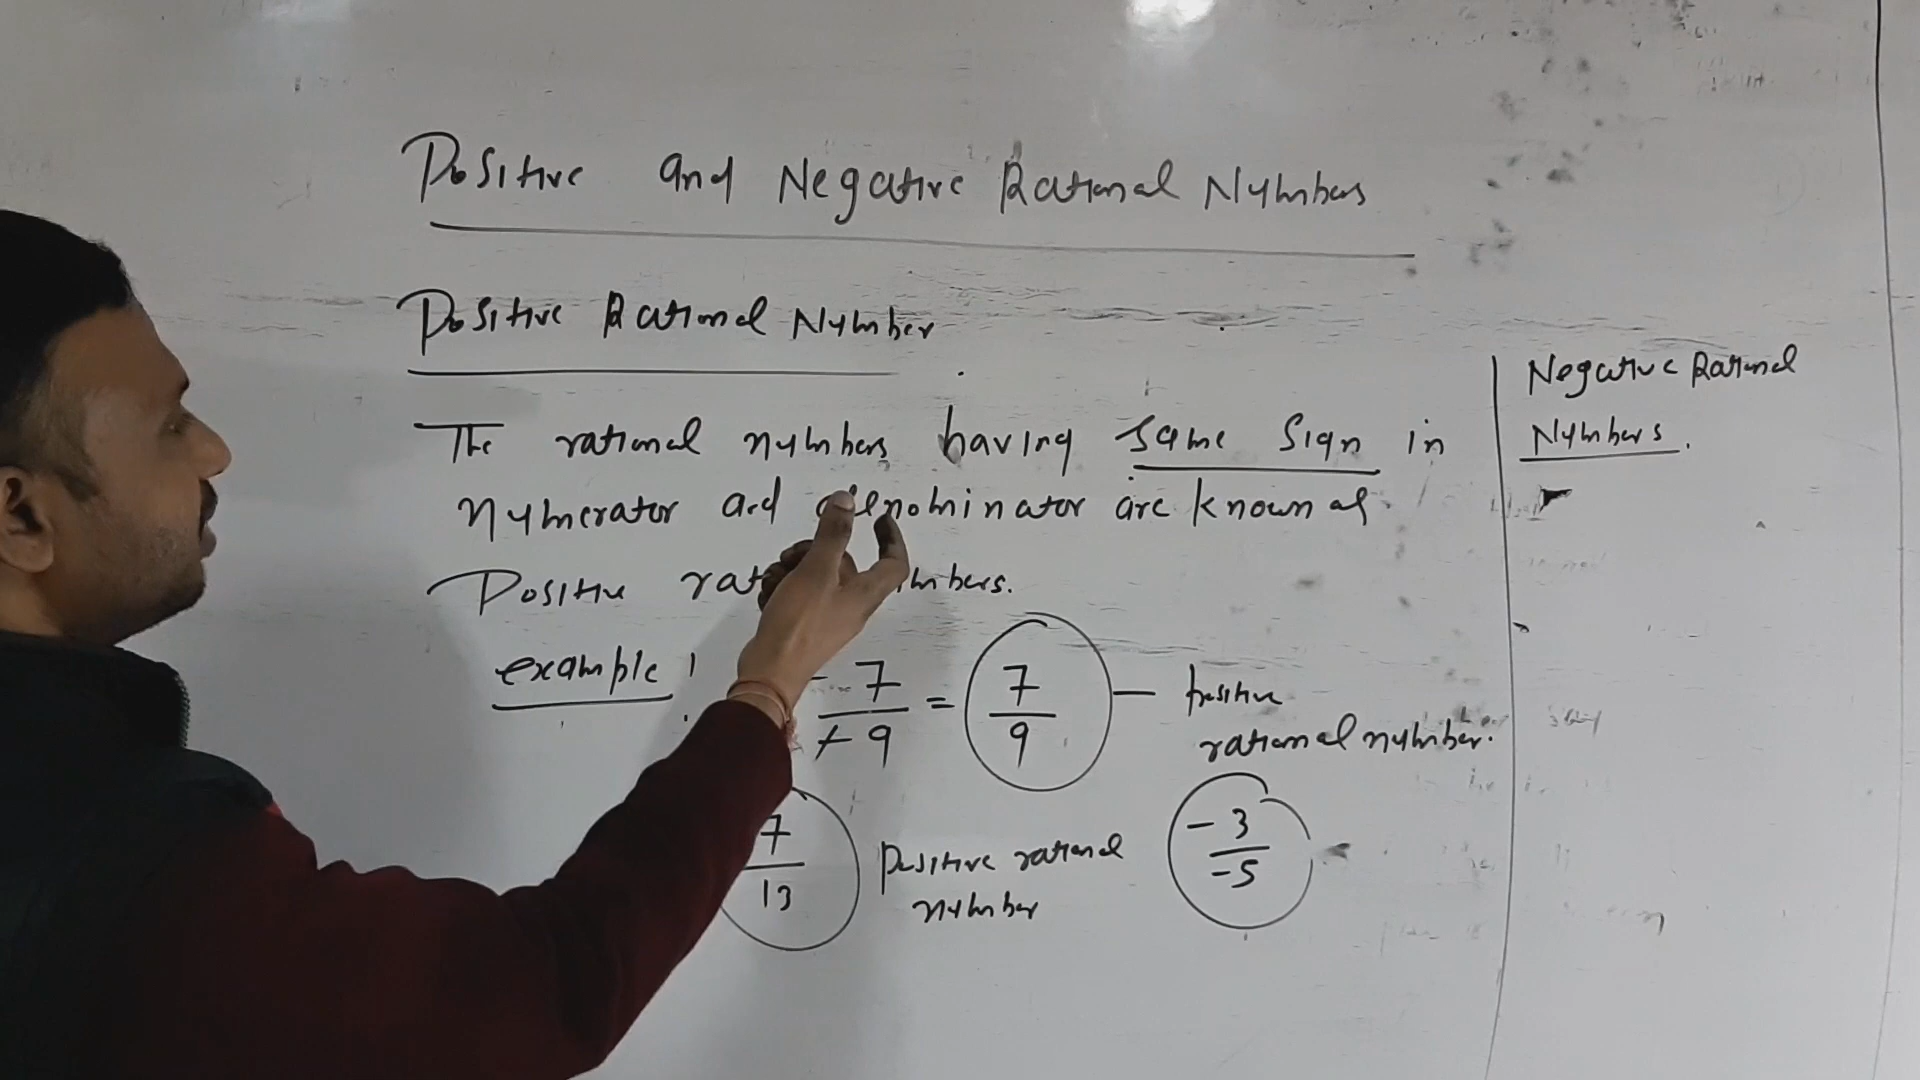 Positive and Negative Rational Numbers
Positive Rational Number
The rational numbers having same sign in
numerator and denominator are known as
Positive numbers.
example!
-7/-9 = 7/9 — positive
rational number.
7/13 positive rational
number
-3/-5 -
Negative Rational
Numbers.